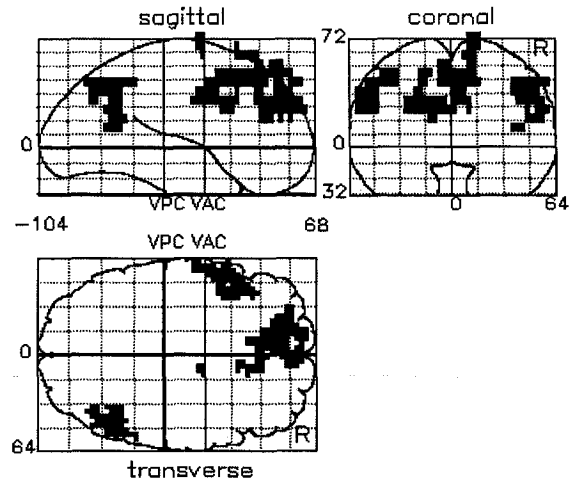 sagittal
coronal
72
R
0
0
32
VPC VAC
0
64
-104
68
VPC VAC
0
64
R
transverse